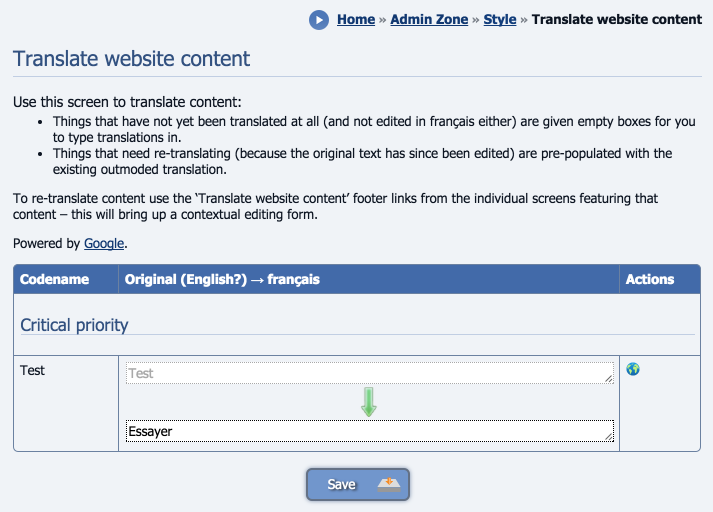 Home » Admin Zone » Style » Translate website content
Translate website content
Use this screen to translate content:
• Things that have not yet been translated at all (and not edited in français either) are given empty boxes for you
to type translations in.
• Things that need re-translating (because the original text has since been edited) are pre-populated with the
existing outmoded translation.
To re-translate content use the ‘Translate website content’ footer links from the individual screens featuring that
content – this will bring up a contextual editing form.
Powered by Google.
Codename Original (English?) → français Actions
Critical priority
Test Test
Essayer
Save